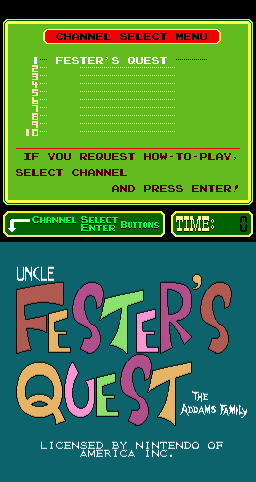 CHANNEL SELECT MENU
1 FESTER'S QUEST
2
3
4
5
6
7
8
9
10
IF YOU REQUEST HOW-TO-PLAY,
SELECT CHANNEL
AND PRESS ENTER!
CHANNEL SELECT
ENTER BUTTONS
TIME: 0
UNCLE
FESTER'S
QUEST
THE
ADDAMS FAMILY
LICENSED BY NINTENDO OF
AMERICA INC.